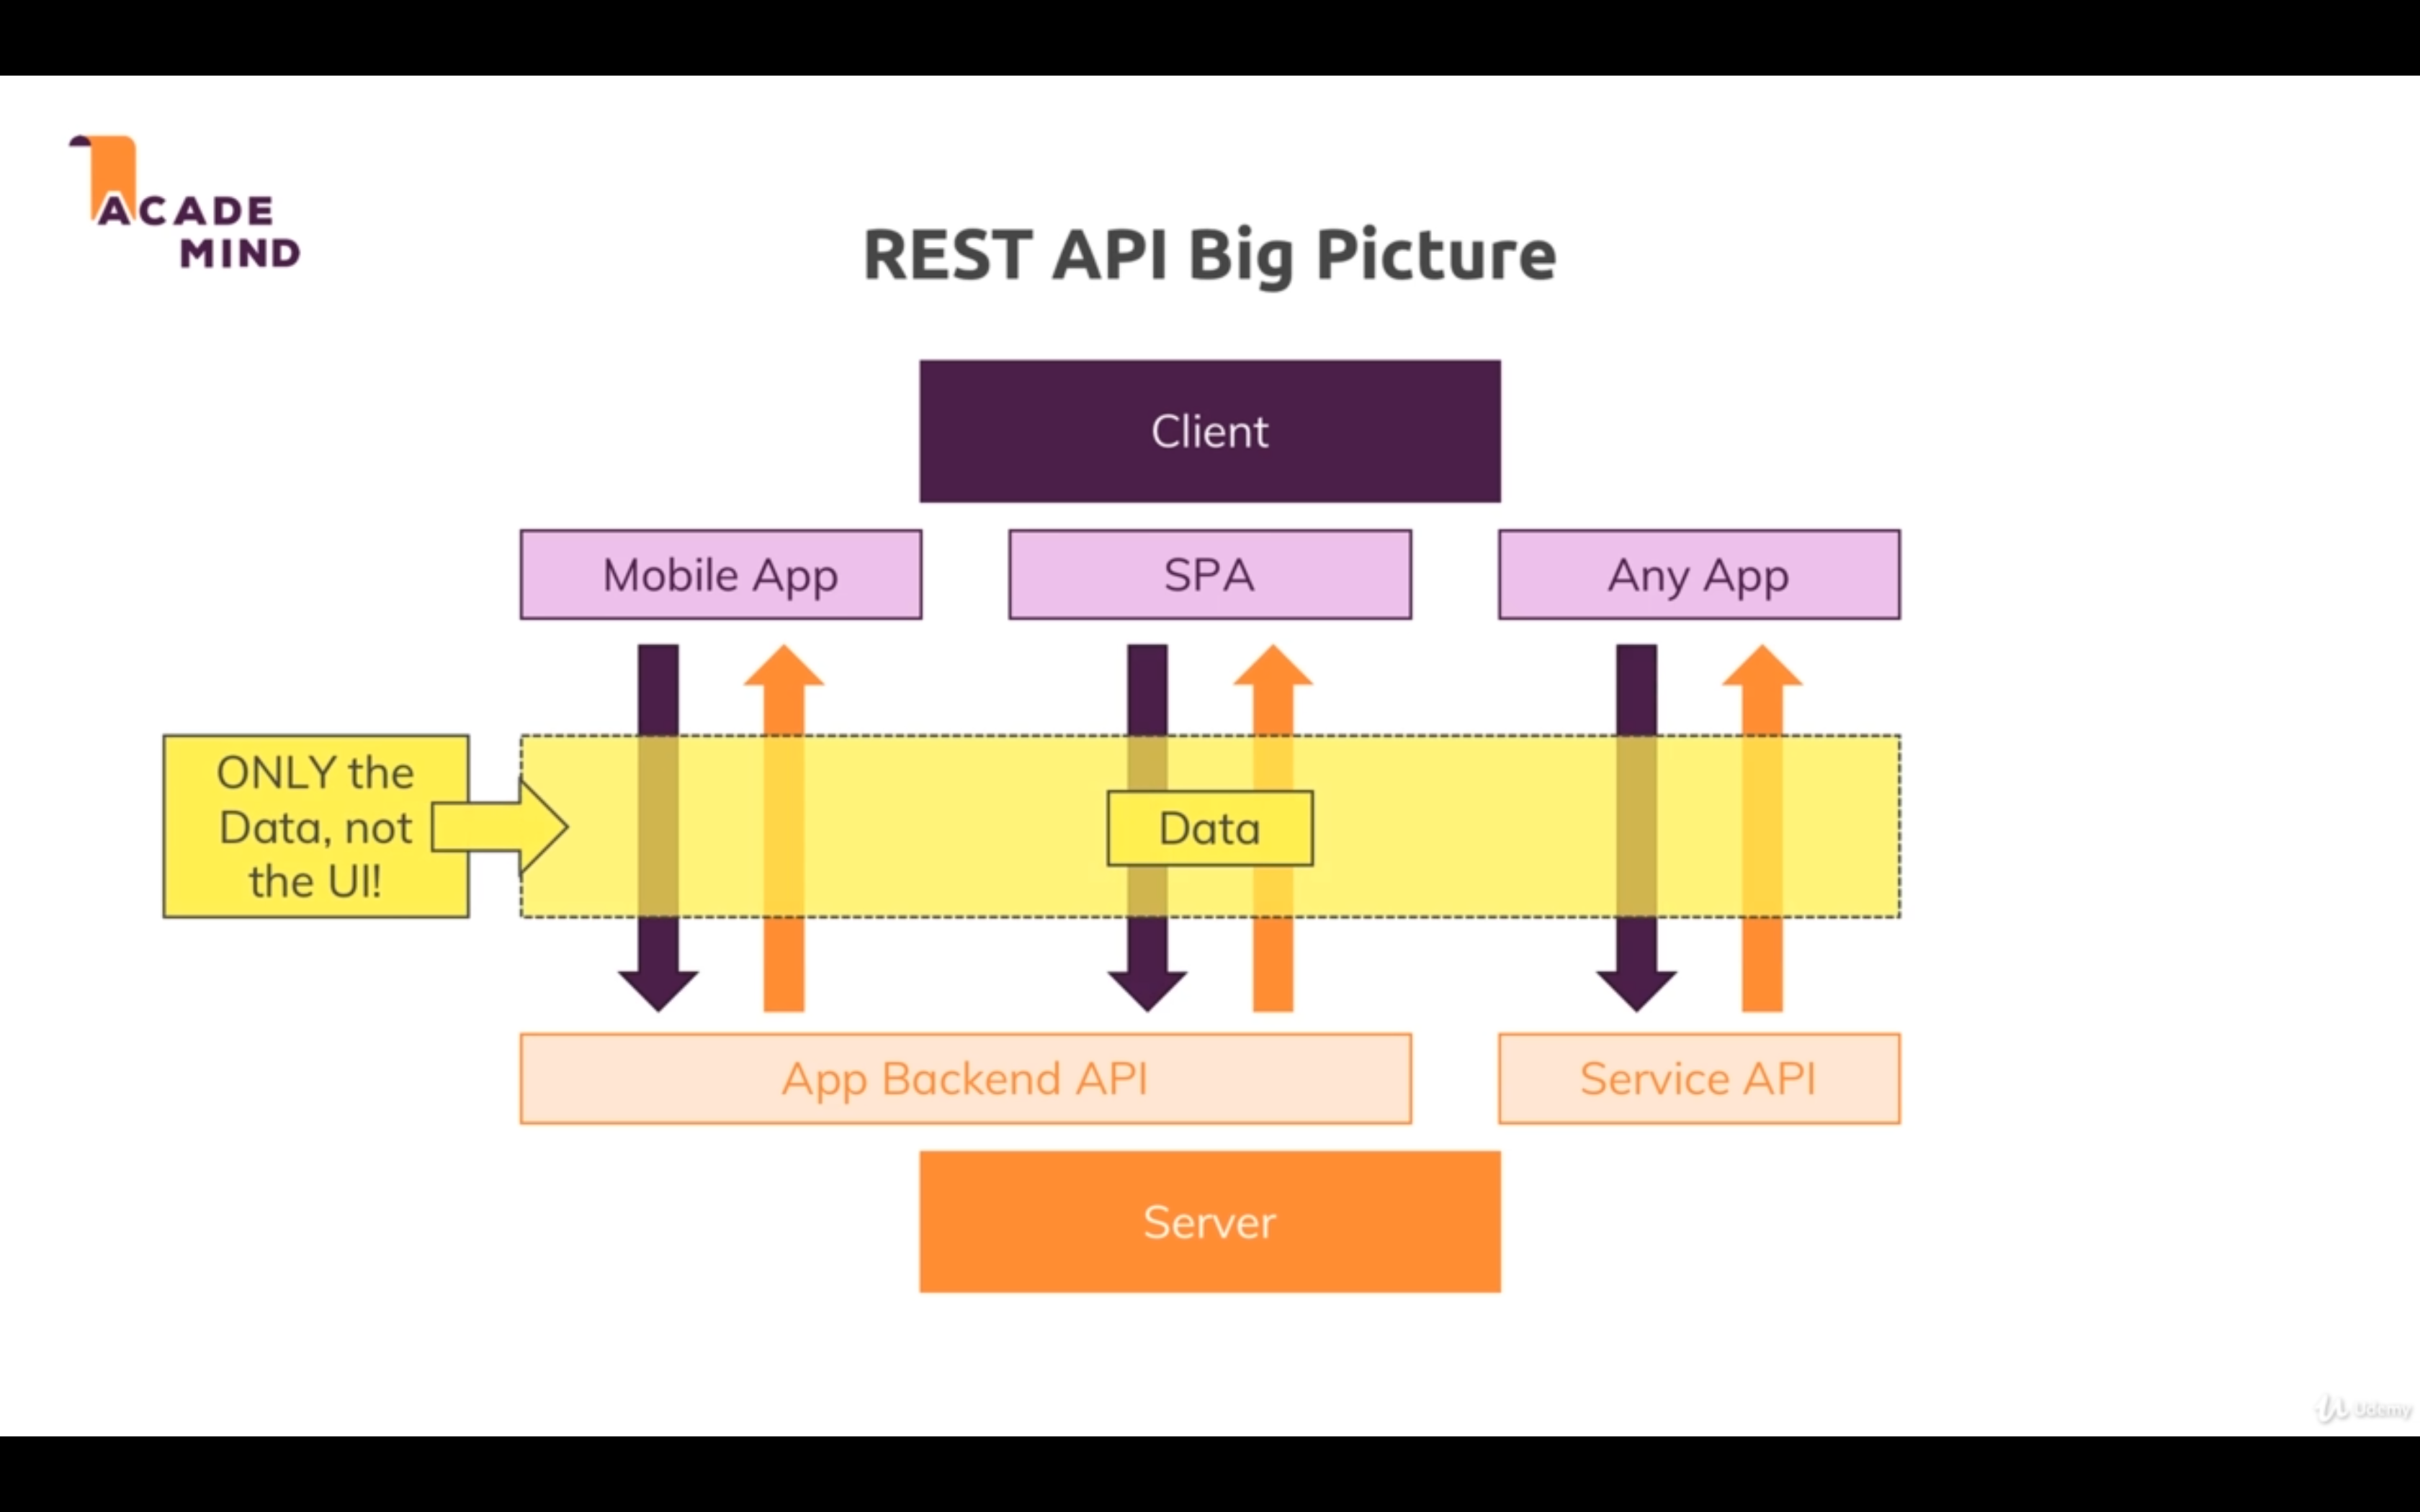 ACADE
MIND
REST API Big Picture
Client
Mobile App
SPA
Any App
ONLY the
Data, not
the UI!
Data
App Backend API
Service API
Server
Udemy